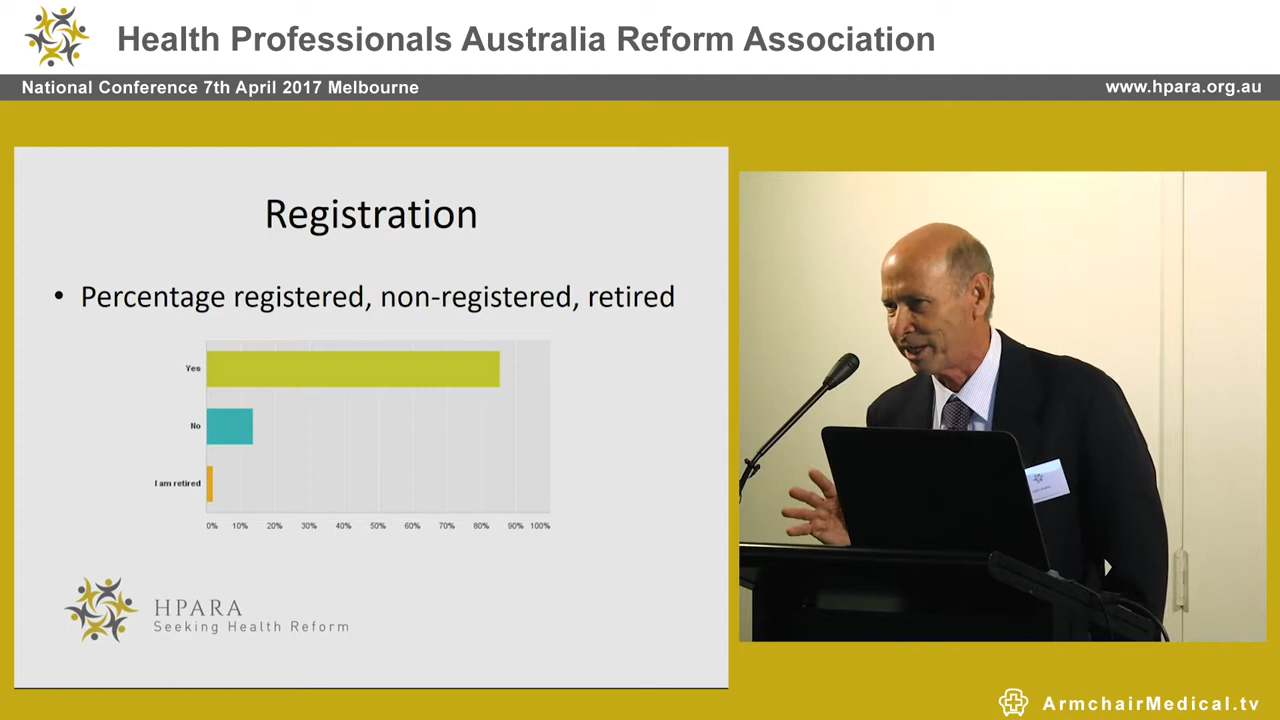 Health Professionals Australia Reform Association
National Conference 7th April 2017 Melbourne
www.hpara.org.au
Registration
• Percentage registered, non-registered, retired
Yes
No
I am retired
0% 10% 20% 30% 40% 50% 60% 70% 80% 90% 100%
HPARA
Seeking Health Reform
ArmchairMedical.tv